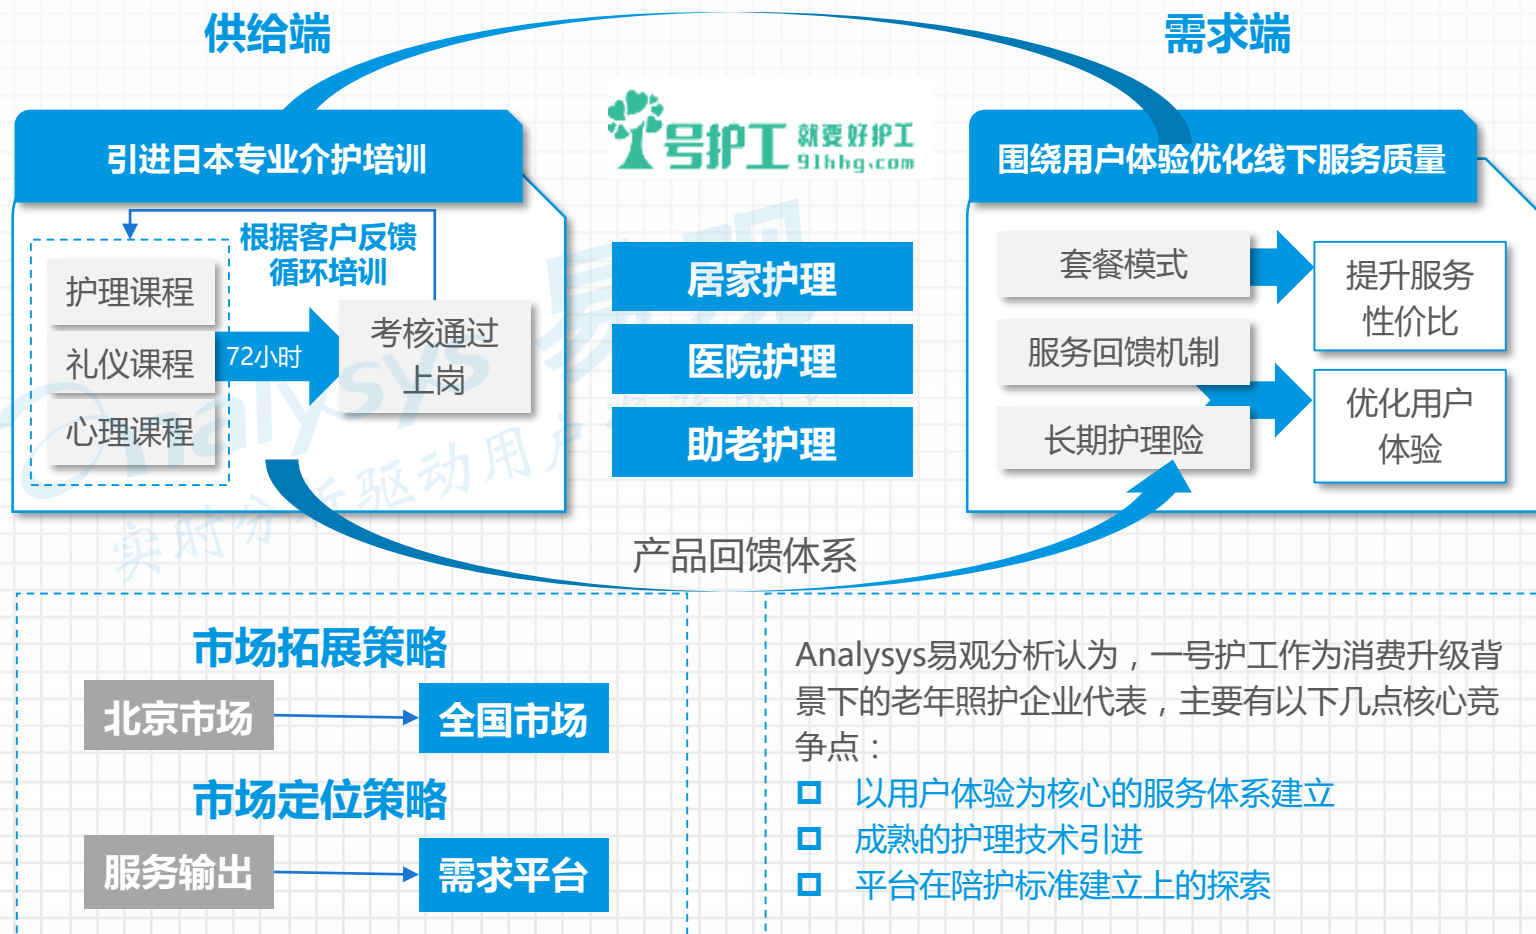 供给端
需求端
号护工 就要好护工
91hhg.com
引进日本专业介护培训
围绕用户体验优化线下服务质量
根据客户反馈
循环培训
护理课程
礼仪课程
心理课程
72小时
考核通过
上岗
居家护理
医院护理
助老护理
套餐模式
服务回馈机制
长期护理险
提升服务
性价比
优化用户
体验
产品回馈体系
市场拓展策略
北京市场
全国市场
市场定位策略
服务输出
需求平台
Analysys易观分析认为，一号护工作为消费升级背
景下的老年照护企业代表，主要有以下几点核心竞
争点：
以用户体验为核心的服务体系建立
成熟的护理技术引进
平台在陪护标准建立上的探索
nalysys 易观
实时分析驱动用户